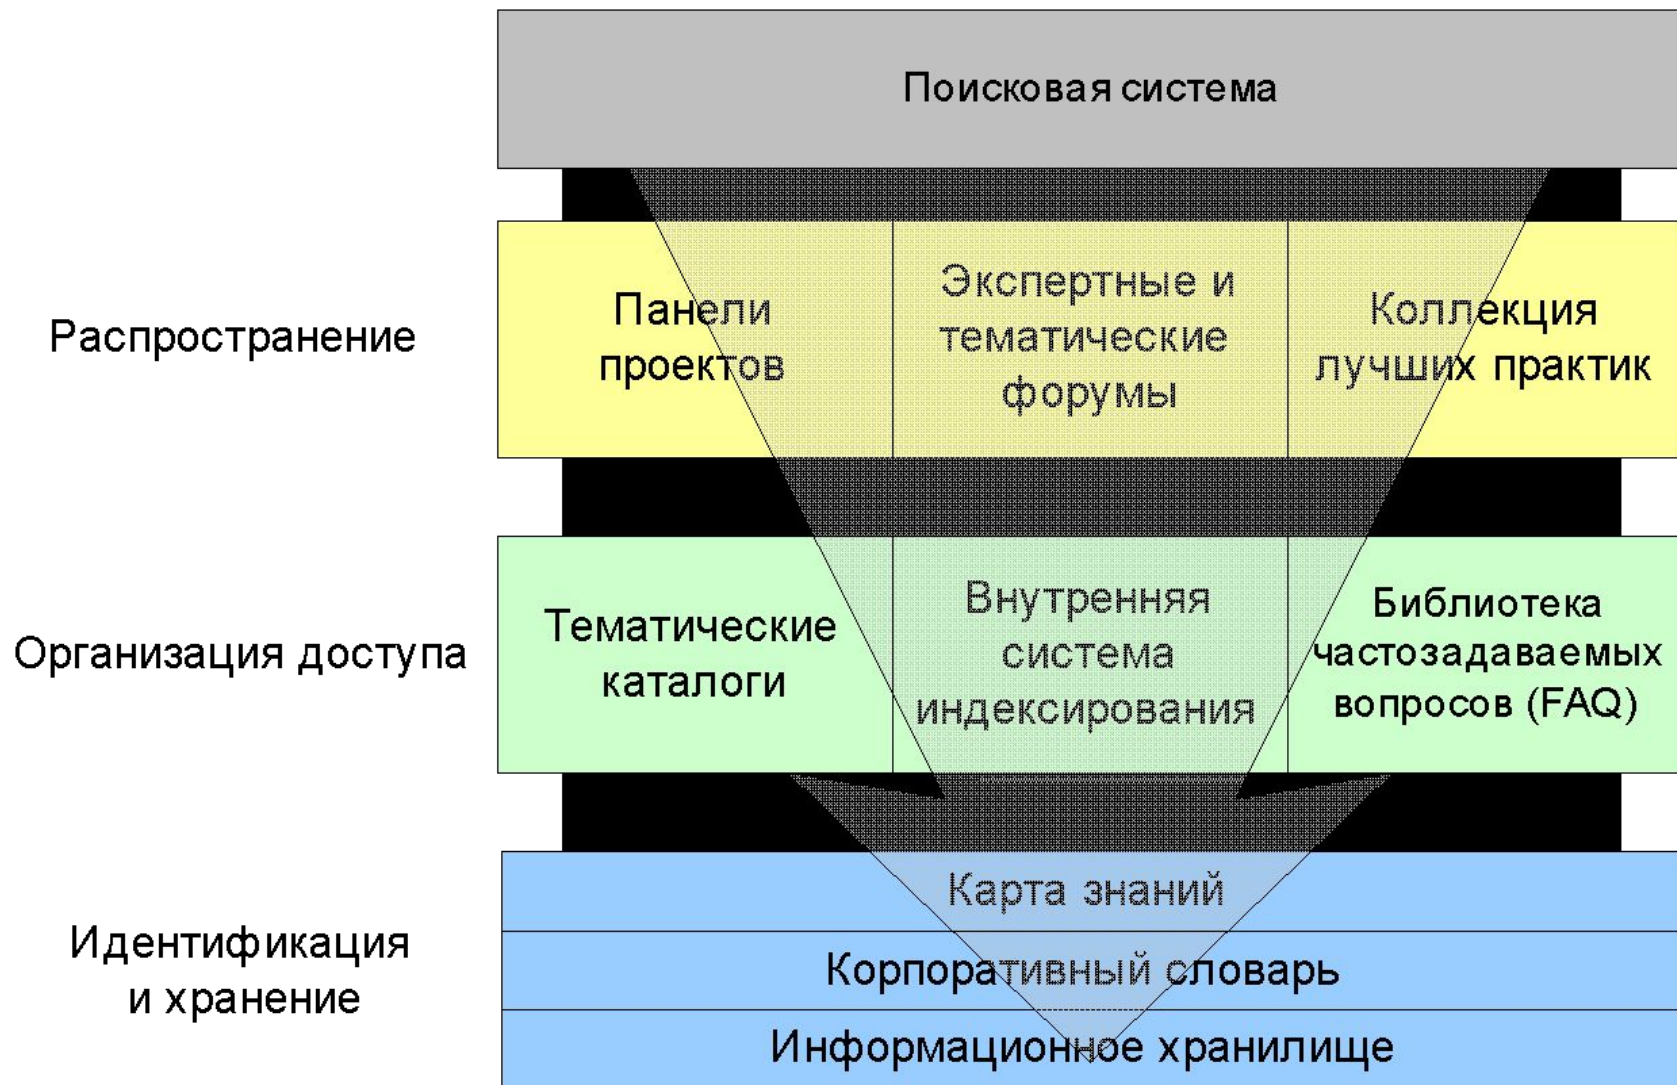 Поисковая система
Распространение
Панели
проектов
Экспертные и
тематические
форумы
Коллекция
лучших практик
Организация доступа
Тематические
каталоги
Внутренняя
система
индексирования
Библиотека
частозадаваемых
вопросов (FAQ)
Идентификация
и хранение
Карта знаний
Корпоративный словарь
Информационное хранилище